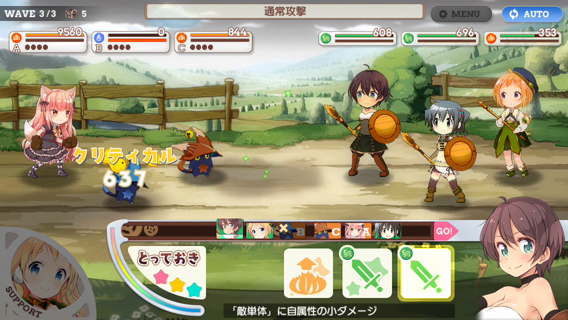 WAVE 3/3 5
通常攻撃
MENU
AUTO
A 9560
B 0
C 844
608
696
353
クリティカル
637
B C A GO!
とっておき
SUPPORT
「敵単体」に自属性の小ダメージ